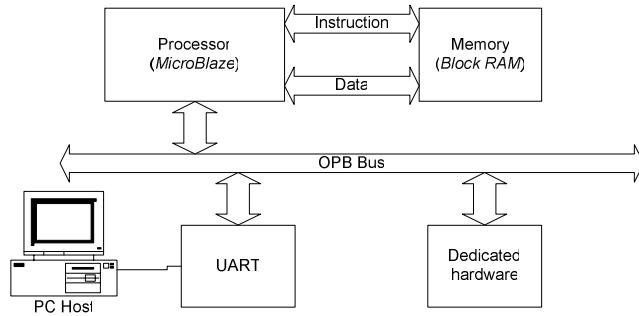 Processor
(MicroBlaze)
Instruction
Data
Memory
(Block RAM)
OPB Bus
PC Host
UART
Dedicated
hardware